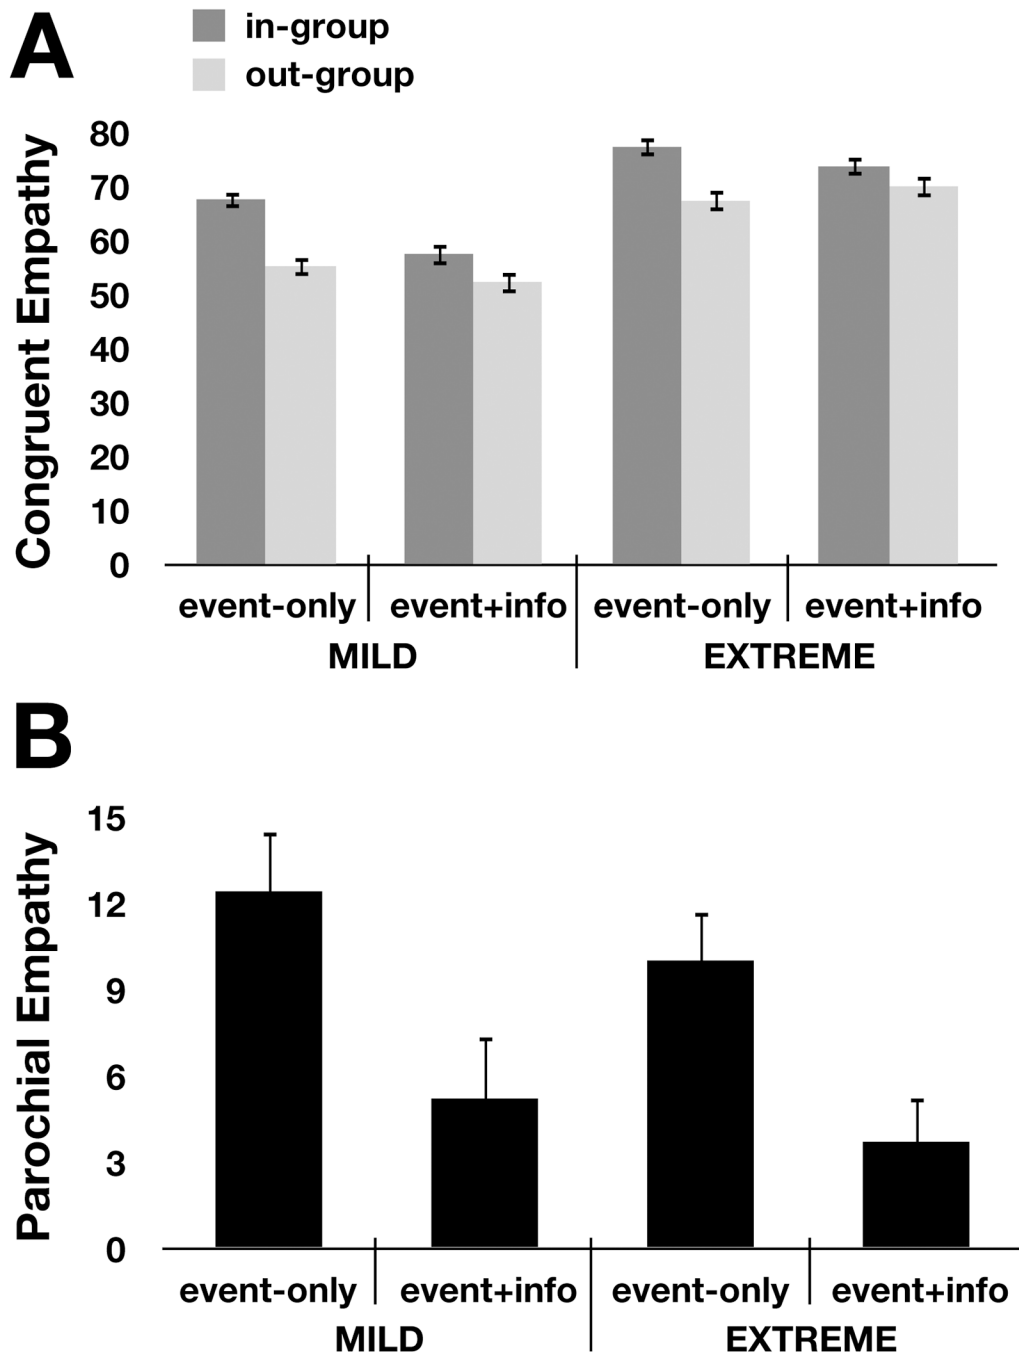 A
in-group
out-group
Congruent Empathy
80
70
60
50
40
30
20
10
0
event-only event+info event-only event+info
MILD EXTREME
B
Parochial Empathy
15
12
9
6
3
0
event-only event+info event-only event+info
MILD EXTREME